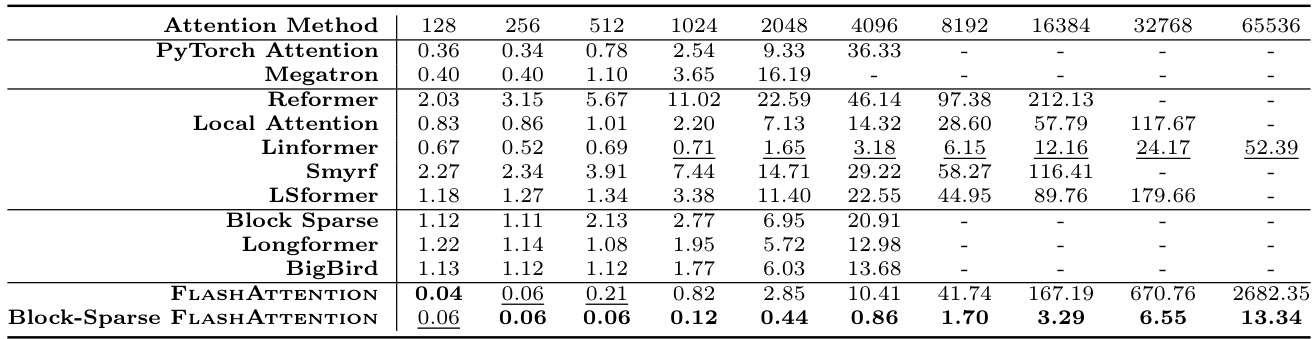 Attention Method 128 256 512 1024 2048 4096 8192 16384 32768 65536
PyTorch Attention 0.36 0.34 0.78 2.54 9.33 36.33 - - - -
Megatron 0.40 0.40 1.10 3.65 16.19 - - - - -
Reformer 2.03 3.15 5.67 11.02 22.59 46.14 97.38 212.13 - -
Local Attention 0.83 0.86 1.01 2.20 7.13 14.32 28.60 57.79 117.67 -
Linformer 0.67 0.52 0.69 0.71 1.65 3.18 6.15 12.16 24.17 52.39
Smyrf 2.27 2.34 3.91 7.44 14.71 29.22 58.27 116.41 - -
LSformer 1.18 1.27 1.34 3.38 11.40 22.55 44.95 89.76 179.66 -
Block Sparse 1.12 1.11 2.13 2.77 6.95 20.91 - - - -
Longformer 1.22 1.14 1.08 1.95 5.72 12.98 - - - -
BigBird 1.13 1.12 1.12 1.77 6.03 13.68 - - - -
FlashAttention 0.04 0.06 0.21 0.82 2.85 10.41 41.74 167.19 670.76 2682.35
Block-Sparse FlashAttention 0.06 0.06 0.06 0.12 0.44 0.86 1.70 3.29 6.55 13.34